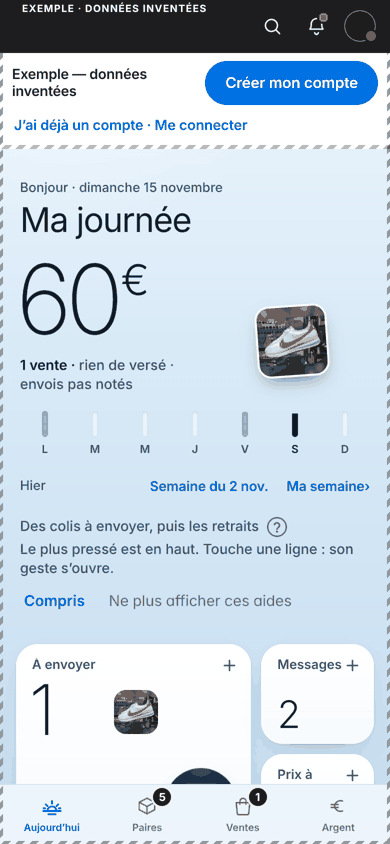 EXEMPLE · DONNÉES INVENTÉES
Exemple — données
inventées
Créer mon compte
J'ai déjà un compte · Me connecter
Bonjour · dimanche 15 novembre
Ma journée
60€
1 vente · rien de versé ·
envois pas notés
L M M J V S D
Hier
Semaine du 2 nov.
Ma semaine›
Des colis à envoyer, puis les retraits ?
Le plus pressé est en haut. Touche une ligne : son
geste s'ouvre.
Compris
Ne plus afficher ces aides
À envoyer +
1
Messages +
2
Prix à +
5
1
Aujourd'hui
Paires
Ventes
€
Argent